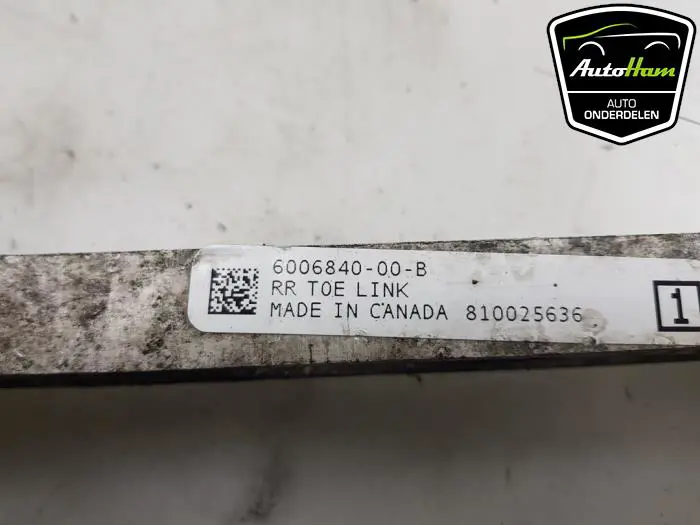 AutoHam
AUTO
ONDERDELEN
6006840-00-B
RR TOE LINK
MADE IN CANADA 810025636
1